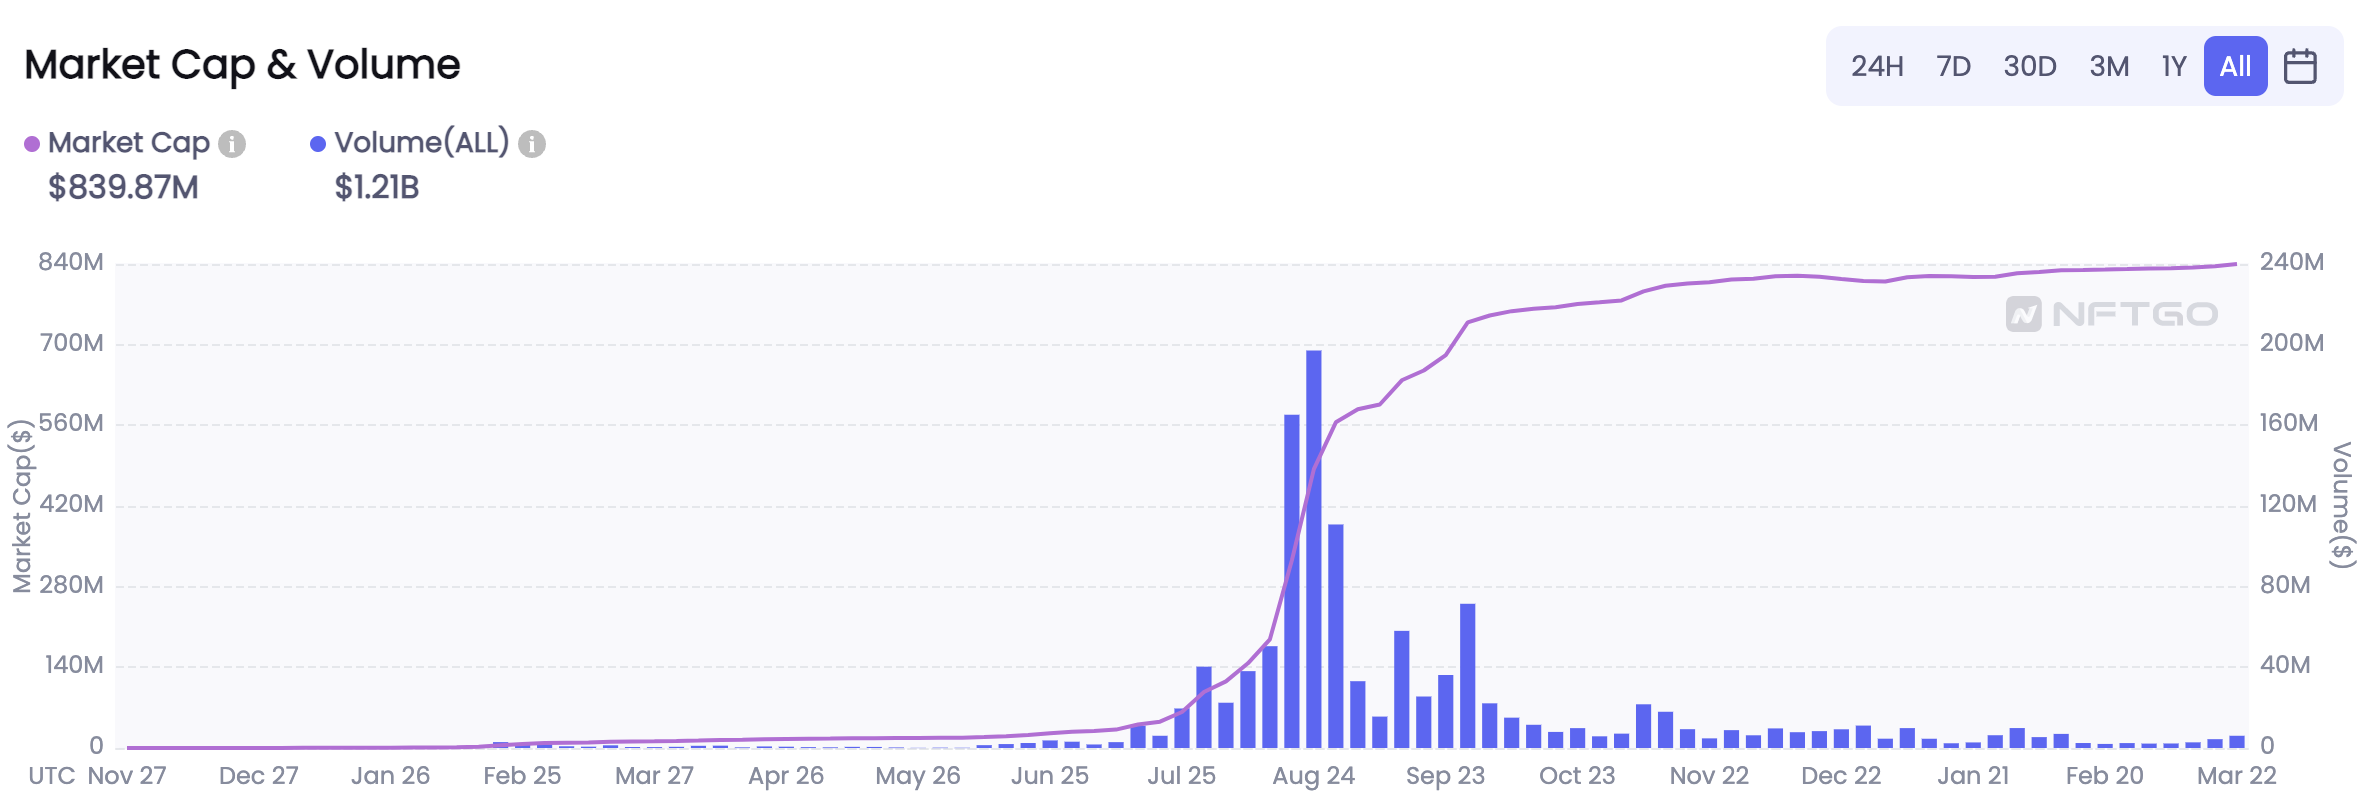 Market Cap & Volume
24H 7D 30D 3M 1Y All
Market Cap i Volume(ALL) i
$839.87M $1.21B
840M 240M
700M 200M
560M 160M
420M 120M
280M 80M
140M 40M
0 0
Market Cap($)
Volume($)
NFTGO
UTC Nov 27 Dec 27 Jan 26 Feb 25 Mar 27 Apr 26 May 26 Jun 25 Jul 25 Aug 24 Sep 23 Oct 23 Nov 22 Dec 22 Jan 21 Feb 20 Mar 22